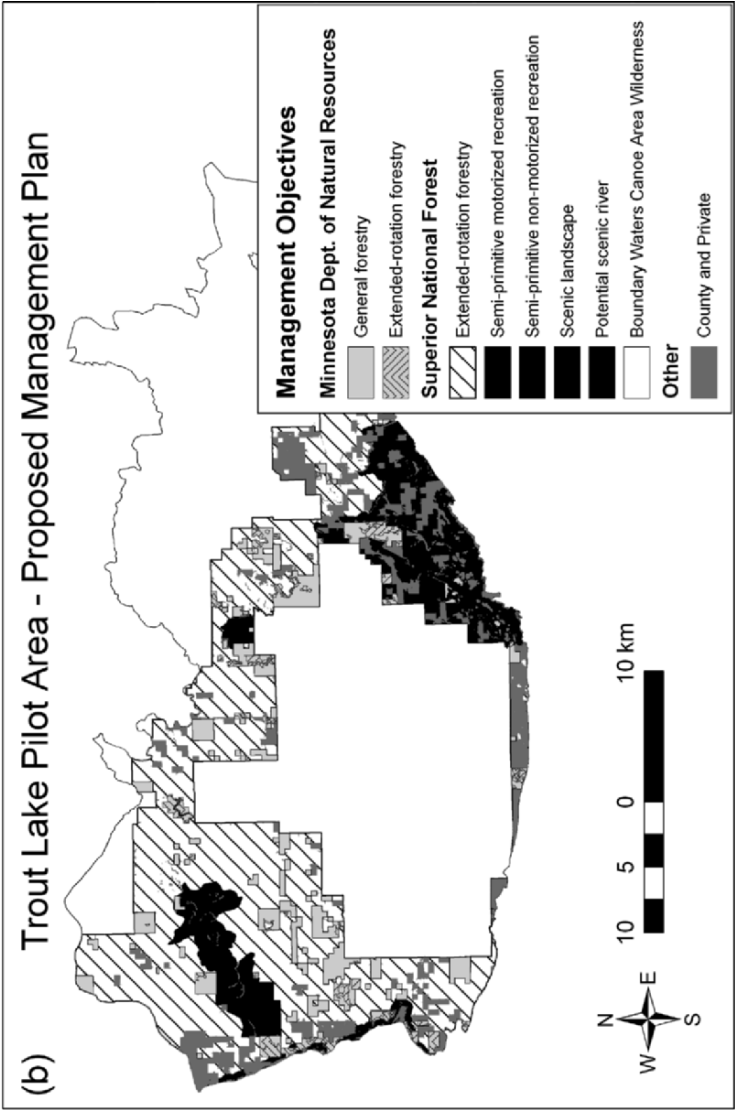 (b)
Trout Lake Pilot Area - Proposed Management Plan
Management Objectives
Minnesota Dept. of Natural Resources
General forestry
Extended-rotation forestry
Superior National Forest
Extended-rotation forestry
Semi-primitive motorized recreation
Semi-primitive non-motorized recreation
Scenic landscape
Potential scenic river
Boundary Waters Canoe Area Wilderness
Other
County and Private
N
W
E
S
10 5 0 10 km